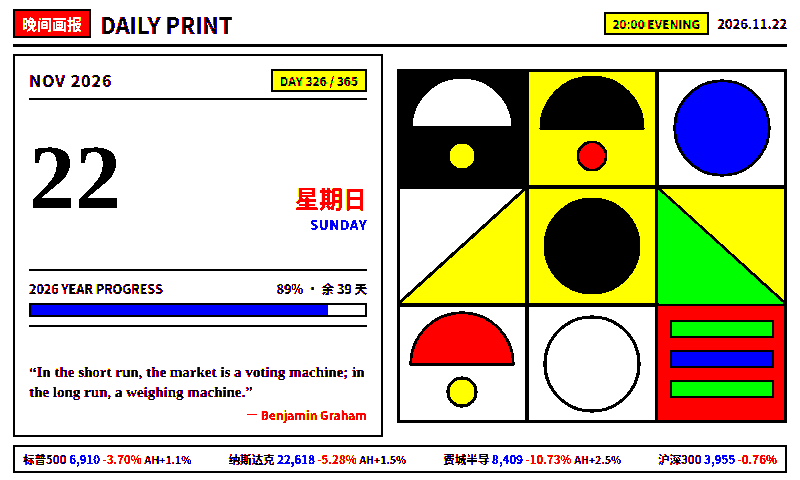 晚间画报 DAILY PRINT 20:00 EVENING 2026.11.22
NOV 2026 DAY 326 / 365
22
星期日
SUNDAY
2026 YEAR PROGRESS 89% · 余 39 天
“In the short run, the market is a voting machine; in
the long run, a weighing machine.”
— Benjamin Graham
标普500 6,910 -3.70% AH+1.1% 纳斯达克 22,618 -5.28% AH+1.5% 费城半导 8,409 -10.73% AH+2.5% 沪深300 3,955 -0.76%